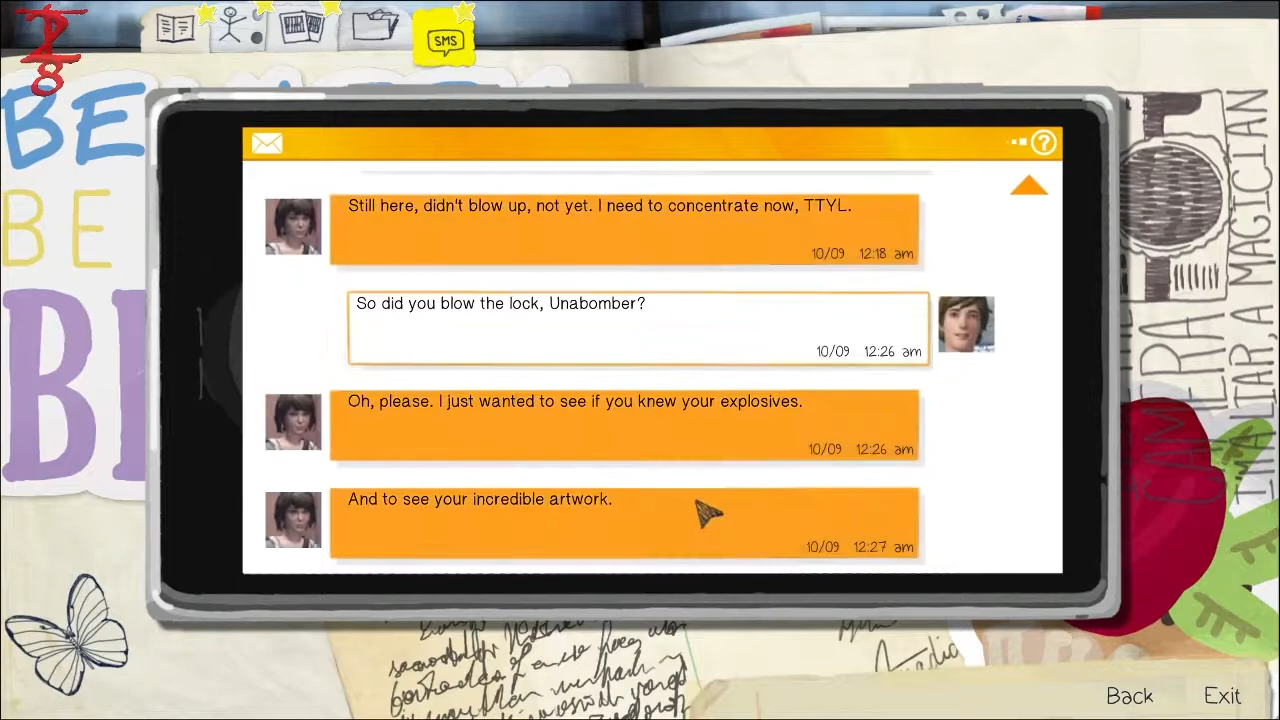 SMS
Still here, didn't blow up, not yet. I need to concentrate now, TTYL.
10/09 12:18 am
So did you blow the lock, Unabomber?
10/09 12:26 am
Oh, please. I just wanted to see if you knew your explosives.
10/09 12:26 am
And to see your incredible artwork.
10/09 12:27 am
BE
BE
CAMERA
I'M A LIAR, A MAGICIAN
Back Exit